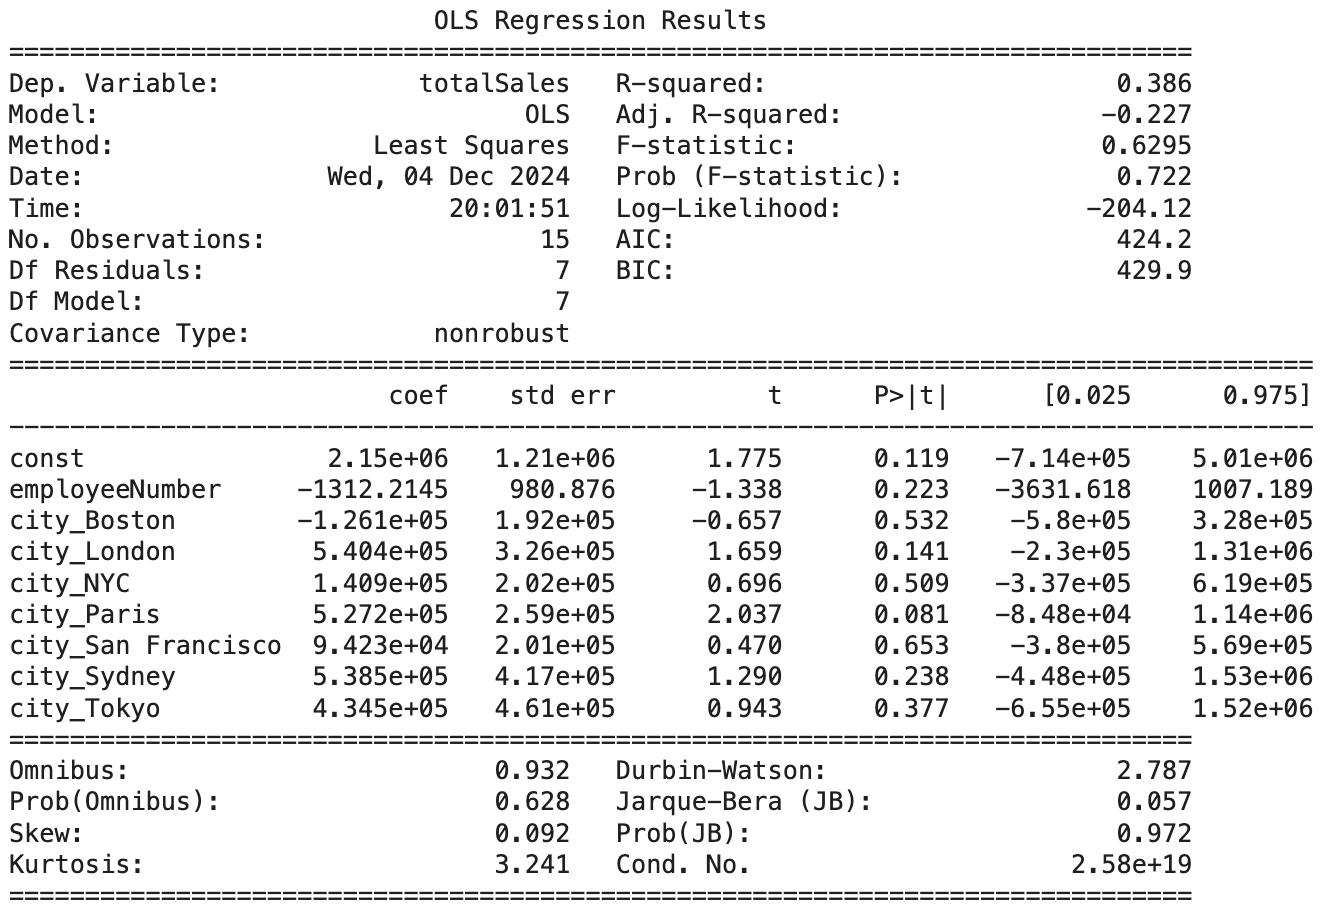 OLS Regression Results
==============================================================================
Dep. Variable:             totalSales   R-squared:                       0.386
Model:                            OLS   Adj. R-squared:                 -0.227
Method:                 Least Squares   F-statistic:                    0.6295
Date:                Wed, 04 Dec 2024   Prob (F-statistic):              0.722
Time:                        20:01:51   Log-Likelihood:                -204.12
No. Observations:                  15   AIC:                             424.2
Df Residuals:                       7   BIC:                             429.9
Df Model:                           7
Covariance Type:            nonrobust
======================================================================================
                         coef    std err          t      P>|t|      [0.025      0.975]
--------------------------------------------------------------------------------------
const                2.15e+06   1.21e+06      1.775      0.119   -7.14e+05    5.01e+06
employeeNumber     -1312.2145    980.876     -1.338      0.223   -3631.618    1007.189
city_Boston        -1.261e+05   1.92e+05     -0.657      0.532    -5.8e+05    3.28e+05
city_London         5.404e+05   3.26e+05      1.659      0.141    -2.3e+05    1.31e+06
city_NYC            1.409e+05   2.02e+05      0.696      0.509   -3.37e+05    6.19e+05
city_Paris          5.272e+05   2.59e+05      2.037      0.081   -8.48e+04    1.14e+06
city_San Francisco  9.423e+04   2.01e+05      0.470      0.653    -3.8e+05    5.69e+05
city_Sydney         5.385e+05   4.17e+05      1.290      0.238   -4.48e+05    1.53e+06
city_Tokyo          4.345e+05   4.61e+05      0.943      0.377   -6.55e+05    1.52e+06
==============================================================================
Omnibus:                        0.932   Durbin-Watson:                   2.787
Prob(Omnibus):                  0.628   Jarque-Bera (JB):                0.057
Skew:                           0.092   Prob(JB):                        0.972
Kurtosis:                       3.241   Cond. No.                     2.58e+19
==============================================================================